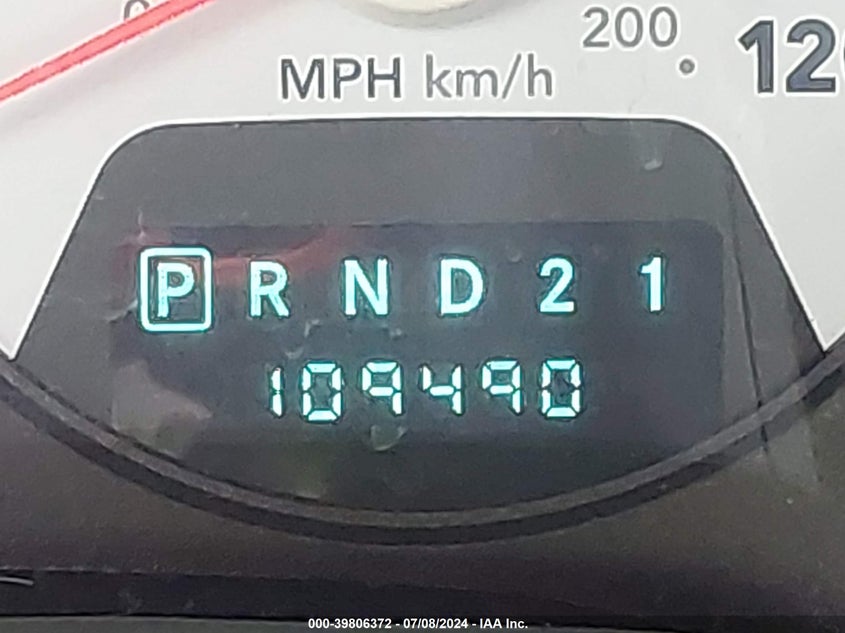 200
MPH km/h
P R N D 2 1
109490
000-39806372 - 07/08/2024 - IAA Inc.